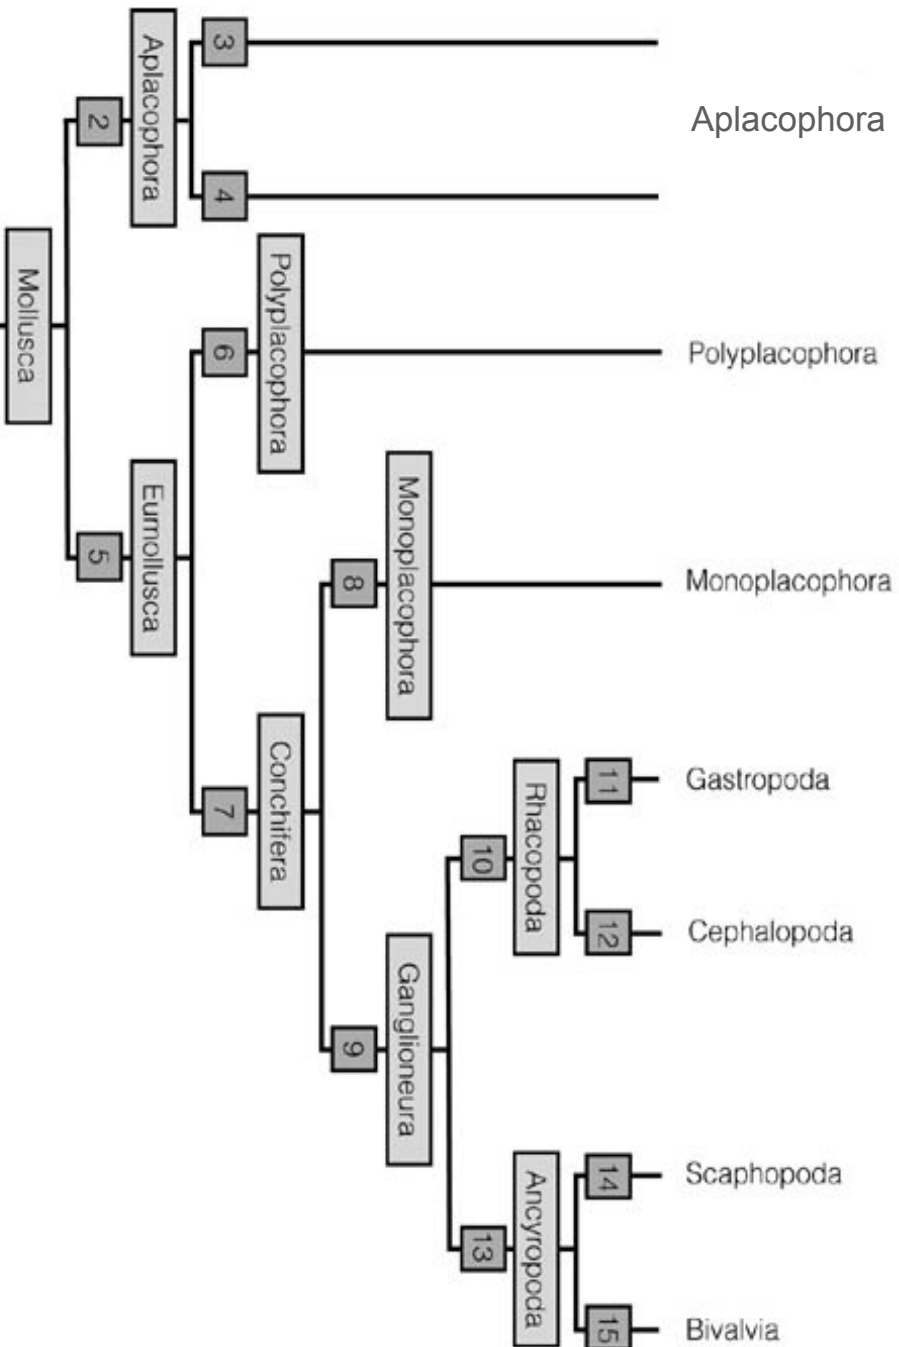 Mollusca
2
Aplacophora
3
4
Aplacophora
5
Eumollusca
6
Polyplacophora
Polyplacophora
7
Conchifera
8
Monoplacophora
Monoplacophora
9
Ganglioneura
10
Rhacopoda
11
Gastropoda
12
Cephalopoda
13
Ancyropoda
14
Scaphopoda
15
Bivalvia